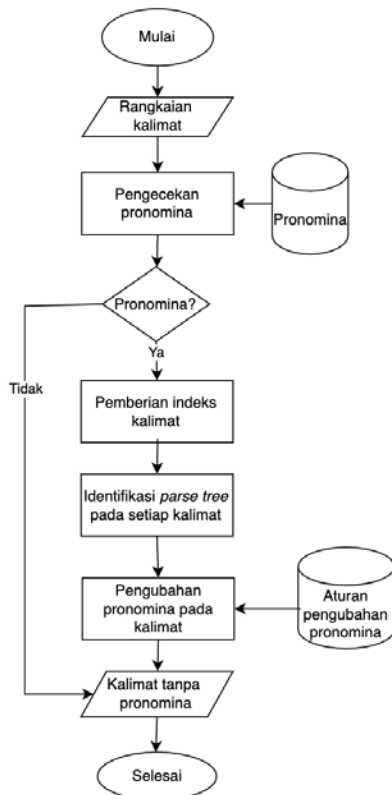 Mulai
Rangkaian
kalimat
Pengecekan
pronomina
Pronomina
Pronomina?
Ya
Tidak
Pemberian indeks
kalimat
Identifikasi parse tree
pada setiap kalimat
Pengubahan
pronomina pada
kalimat
Aturan
pengubahan
pronomina
Kalimat tanpa
pronomina
Selesai